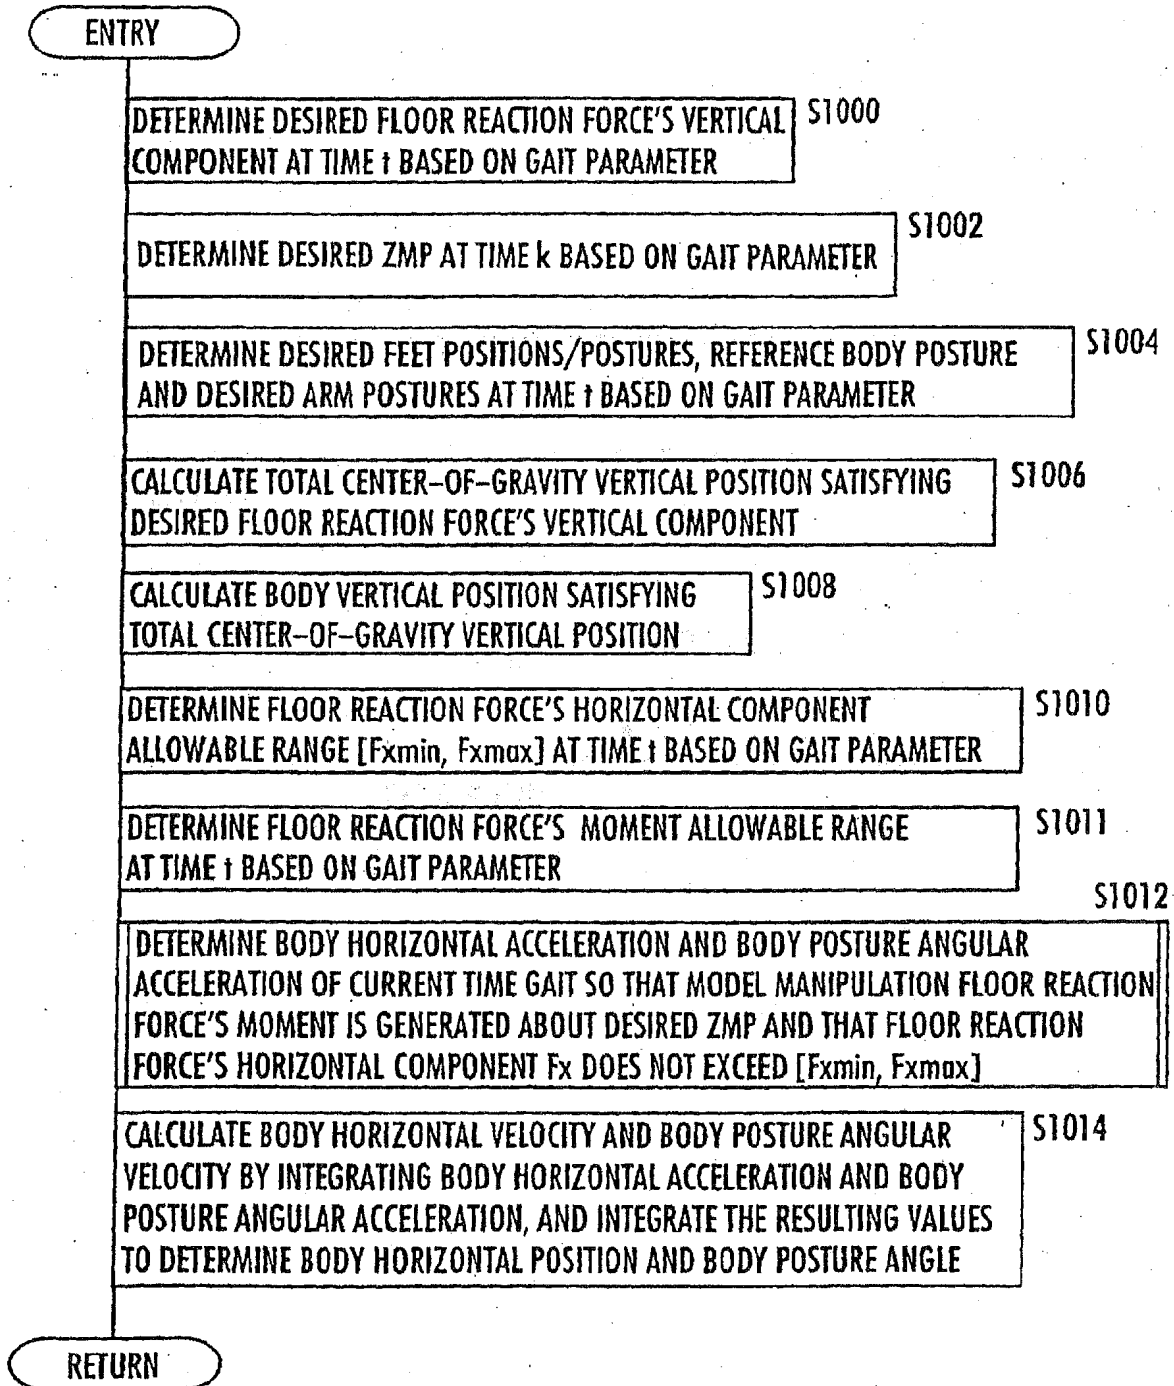 ENTRY
DETERMINE DESIRED FLOOR REACTION FORCE'S VERTICAL
COMPONENT AT TIME t BASED ON GAIT PARAMETER
S1000
DETERMINE DESIRED ZMP AT TIME k BASED ON GAIT PARAMETER
S1002
DETERMINE DESIRED FEET POSITIONS/POSTURES, REFERENCE BODY POSTURE
AND DESIRED ARM POSTURES AT TIME t BASED ON GAIT PARAMETER
S1004
CALCULATE TOTAL CENTER-OF-GRAVITY VERTICAL POSITION SATISFYING
DESIRED FLOOR REACTION FORCE'S VERTICAL COMPONENT
S1006
CALCULATE BODY VERTICAL POSITION SATISFYING
TOTAL CENTER-OF-GRAVITY VERTICAL POSITION
S1008
DETERMINE FLOOR REACTION FORCE'S HORIZONTAL COMPONENT
ALLOWABLE RANGE [Fxmin, Fxmax] AT TIME t BASED ON GAIT PARAMETER
S1010
DETERMINE FLOOR REACTION FORCE'S MOMENT ALLOWABLE RANGE
AT TIME t BASED ON GAIT PARAMETER
S1011
S1012
DETERMINE BODY HORIZONTAL ACCELERATION AND BODY POSTURE ANGULAR
ACCELERATION OF CURRENT TIME GAIT SO THAT MODEL MANIPULATION FLOOR REACTION
FORCE'S MOMENT IS GENERATED ABOUT DESIRED ZMP AND THAT FLOOR REACTION
FORCE'S HORIZONTAL COMPONENT Fx DOES NOT EXCEED [Fxmin, Fxmax]
CALCULATE BODY HORIZONTAL VELOCITY AND BODY POSTURE ANGULAR
VELOCITY BY INTEGRATING BODY HORIZONTAL ACCELERATION AND BODY
POSTURE ANGULAR ACCELERATION, AND INTEGRATE THE RESULTING VALUES
TO DETERMINE BODY HORIZONTAL POSITION AND BODY POSTURE ANGLE
S1014
RETURN